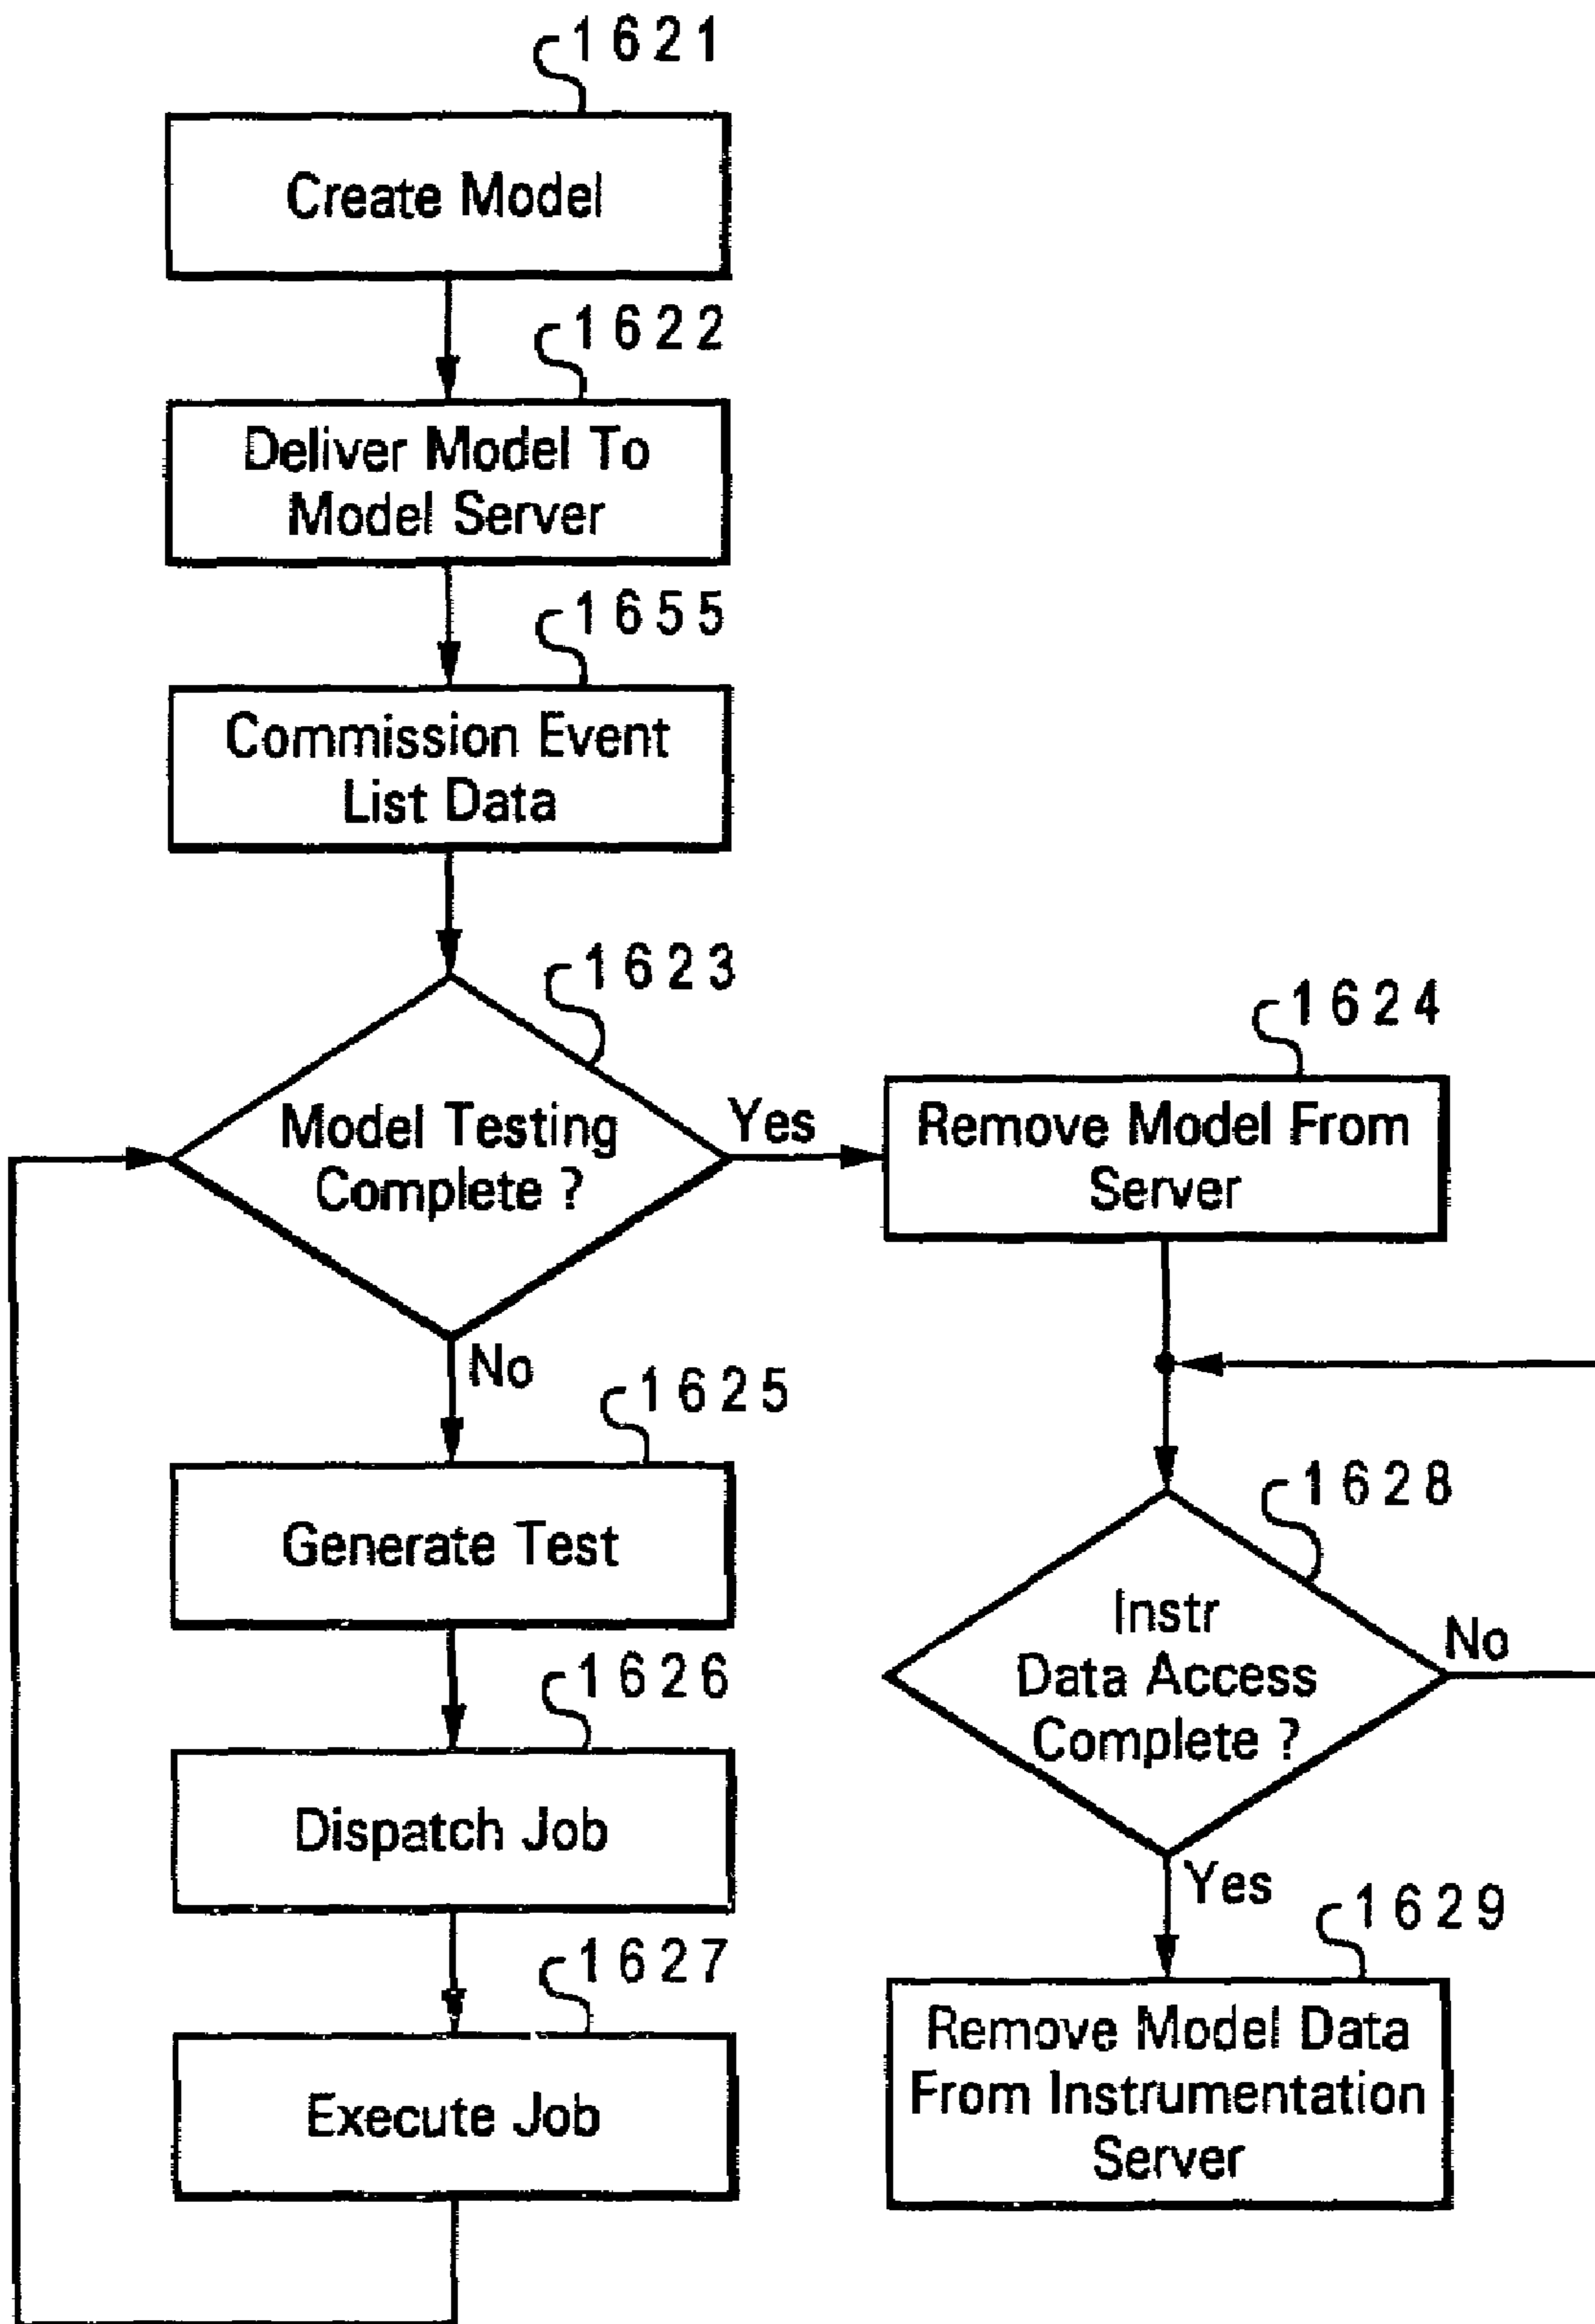 1621
Create Model
1622
Deliver Model To
Model Server
1655
Commission Event
List Data
1623
Model Testing
Complete ?
Yes
No
1624
Remove Model From
Server
1625
Generate Test
1626
Dispatch Job
1627
Execute Job
1628
Instr
Data Access
Complete ?
No
Yes
1629
Remove Model Data
From Instrumentation
Server